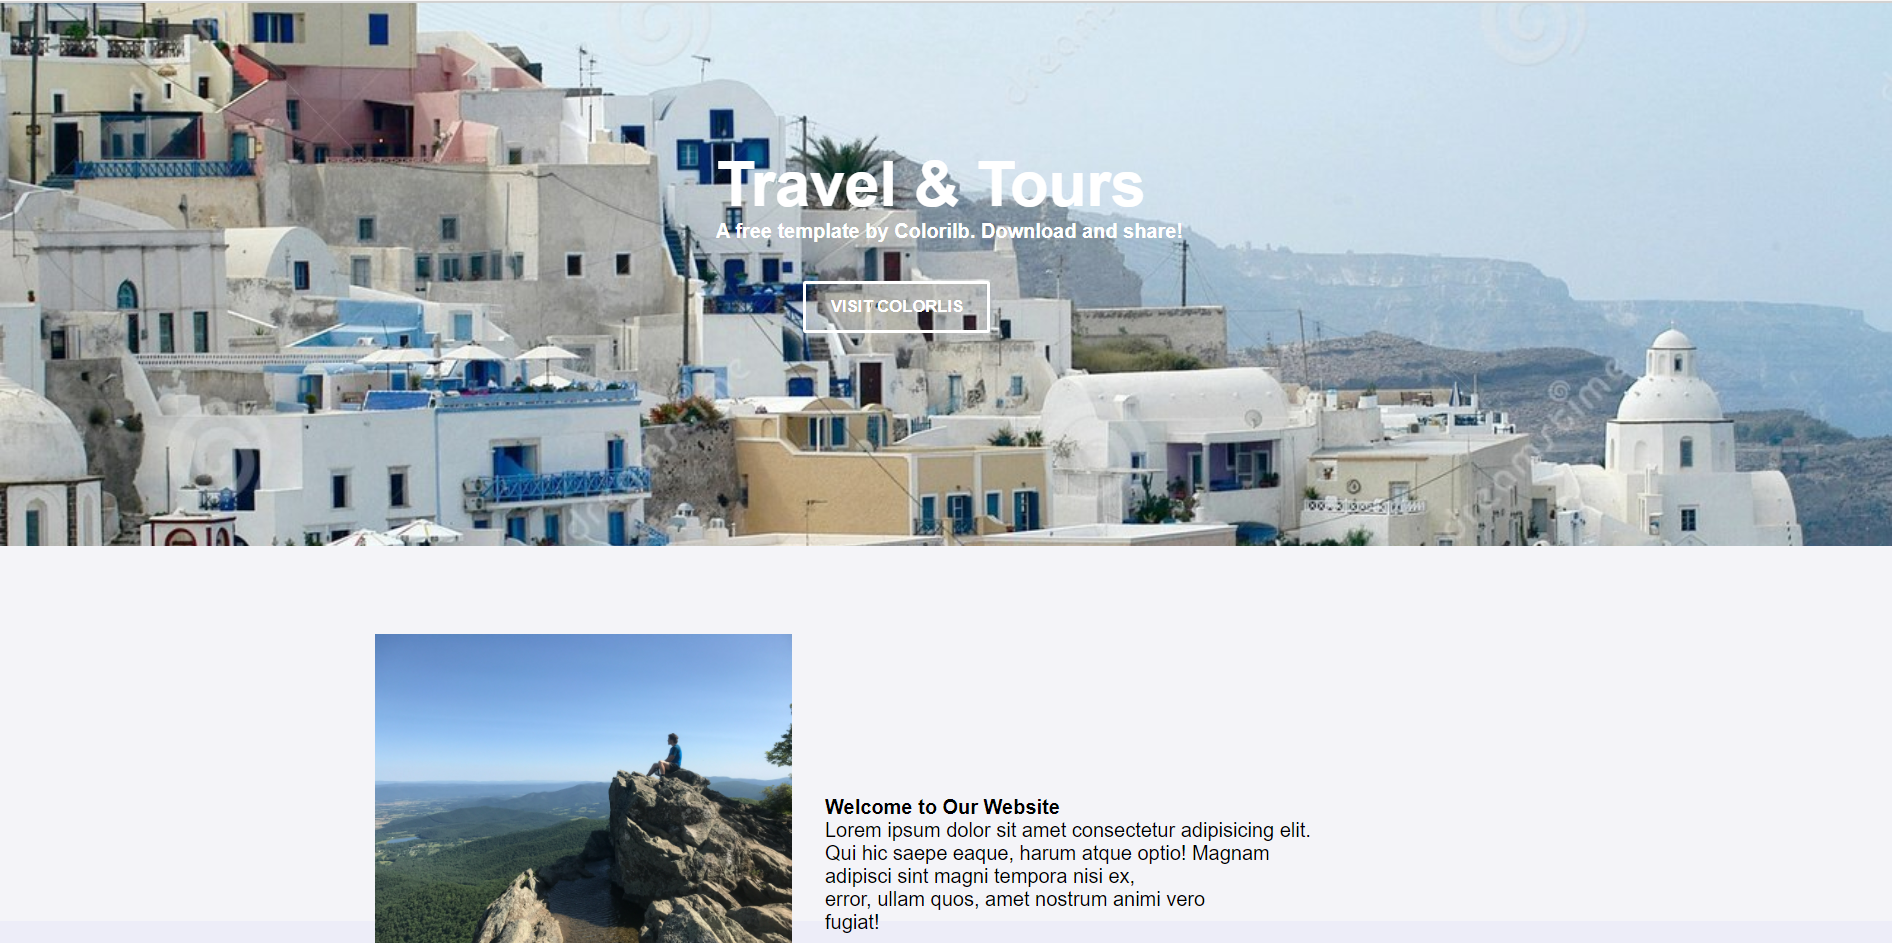 Travel & Tours
A free template by Colorilb. Download and share!
VISIT COLORLIS
Welcome to Our Website
Lorem ipsum dolor sit amet consectetur adipisicing elit.
Qui hic saepe eaque, harum atque optio! Magnam
adipisci sint magni tempora nisi ex,
error, ullam quos, amet nostrum animi vero
fugiat!